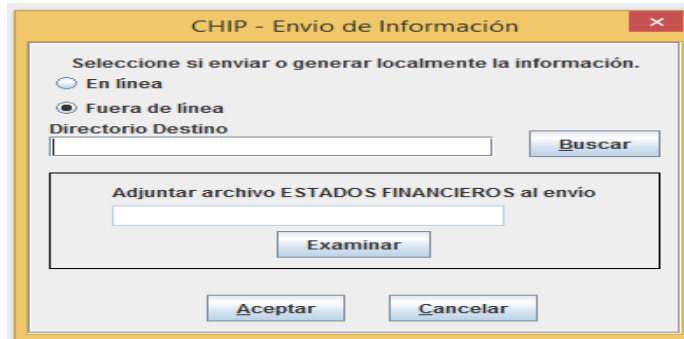 CHIP - Envio de Información
Seleccione si enviar o generar localmente la información.
En línea
Fuera de línea
Directorio Destino
Buscar
Adjuntar archivo ESTADOS FINANCIEROS al envío
Examinar
Aceptar Cancelar